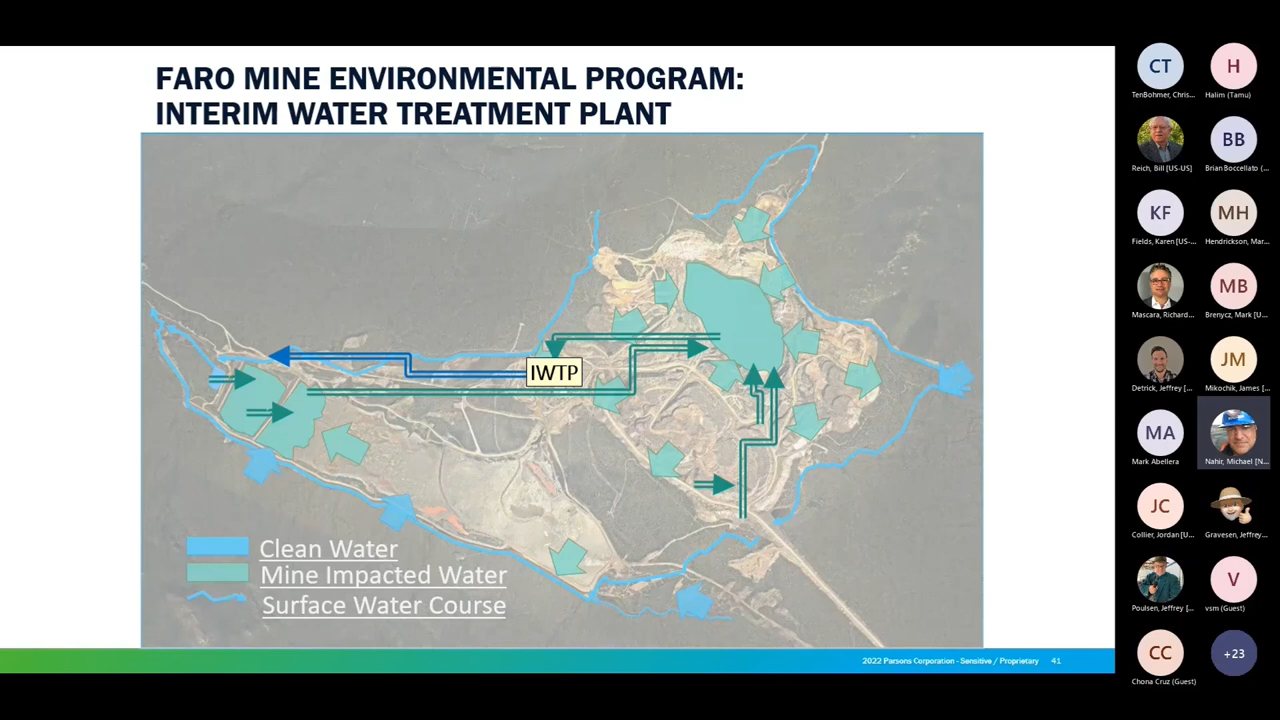 FARO MINE ENVIRONMENTAL PROGRAM:
INTERIM WATER TREATMENT PLANT
IWTP
Clean Water
Mine Impacted Water
Surface Water Course
2022 Parsons Corporation - Sensitive / Proprietary 41
CT
TenBohmer, Chris...
H
Halim (Tamu)
Reich, Bill [US-US]
BB
Brian Boccellato (...
KF
Fields, Karen [US-...
MH
Hendrickson, Mar...
Mascara, Richard...
MB
Brenycz, Mark [U...
Detrick, Jeffrey [...
JM
Mikochik, James [...
MA
Mark Abellera
Nahir, Michael [N...
JC
Collier, Jordan [U...
Gravesen, Jeffrey...
Poulsen, Jeffrey [...
V
vsm (Guest)
CC
Chona Cruz (Guest)
+23